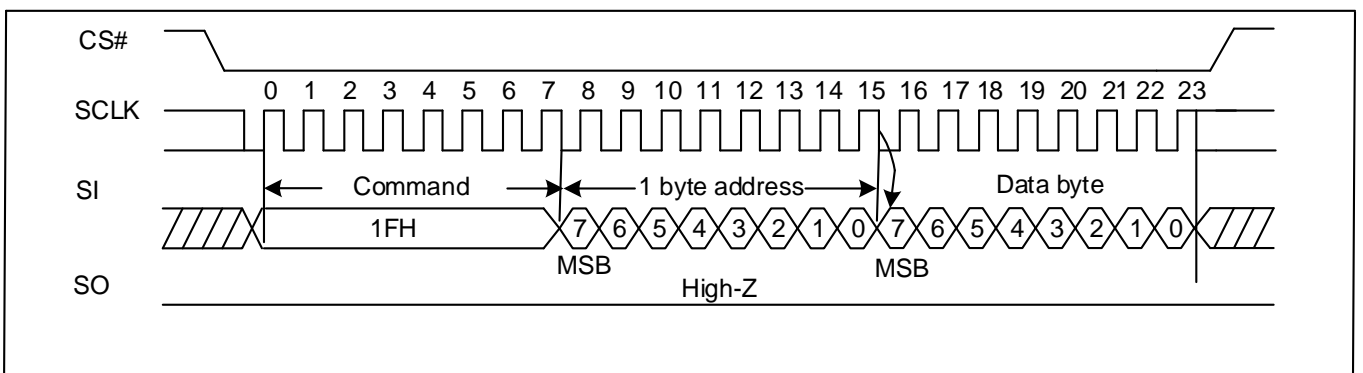 CS#
0 1 2 3 4 5 6 7 8 9 10 11 12 13 14 15 16 17 18 19 20 21 22 23
SCLK
SI Command 1 byte address Data byte
1FH 7 6 5 4 3 2 1 0 7 6 5 4 3 2 1 0
MSB MSB
SO High-Z